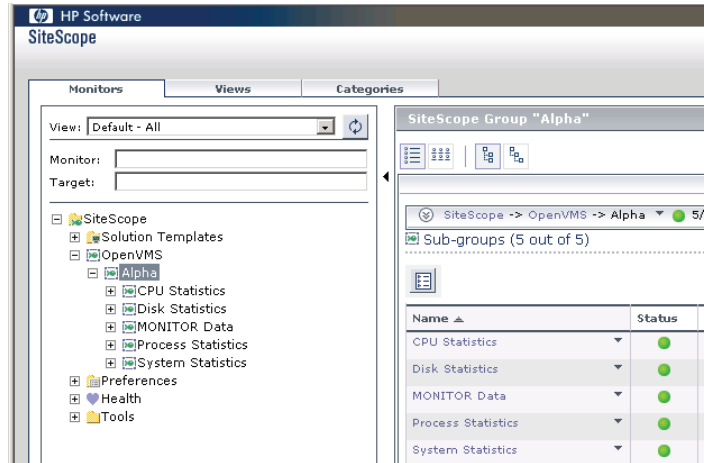 hp HP Software
SiteScope
Monitors Views Categories
View: Default - All
Monitor:
Target:
SiteScope
Solution Templates
OpenVMS
Alpha
CPU Statistics
Disk Statistics
MONITOR Data
Process Statistics
System Statistics
Preferences
Health
Tools
SiteScope Group "Alpha"
SiteScope -> OpenVMS -> Alpha 5/
Sub-groups (5 out of 5)
Name Status
CPU Statistics
Disk Statistics
MONITOR Data
Process Statistics
System Statistics